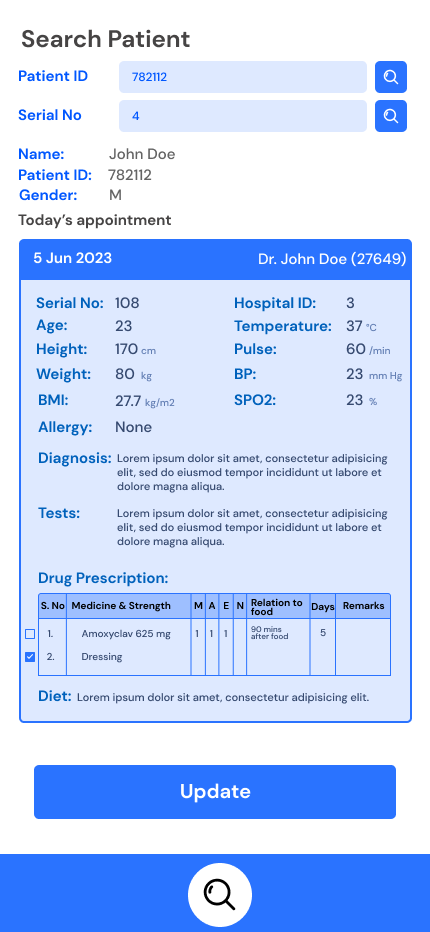 Search Patient
Patient ID 782112
Serial No 4
Name: John Doe
Patient ID: 782112
Gender: M
Today's appointment
5 Jun 2023 Dr. John Doe (27649)
Serial No: 108 Hospital ID: 3
Age: 23 Temperature: 37 °C
Height: 170 cm Pulse: 60 /min
Weight: 80 kg BP: 23 mm Hg
BMI: 27.7 kg/m2 SPO2: 23 %
Allergy: None
Diagnosis: Lorem ipsum dolor sit amet, consectetur adipisicing
elit, sed do eiusmod tempor incididunt ut labore et
dolore magna aliqua.
Tests: Lorem ipsum dolor sit amet, consectetur adipisicing
elit, sed do eiusmod tempor incididunt ut labore et
dolore magna aliqua.
Drug Prescription:
S. No Medicine & Strength M A E N Relation to food Days Remarks
1. Amoxyclav 625 mg 1 1 1 90 mins after food 5
2. Dressing
Diet: Lorem ipsum dolor sit amet, consectetur adipisicing elit.
Update